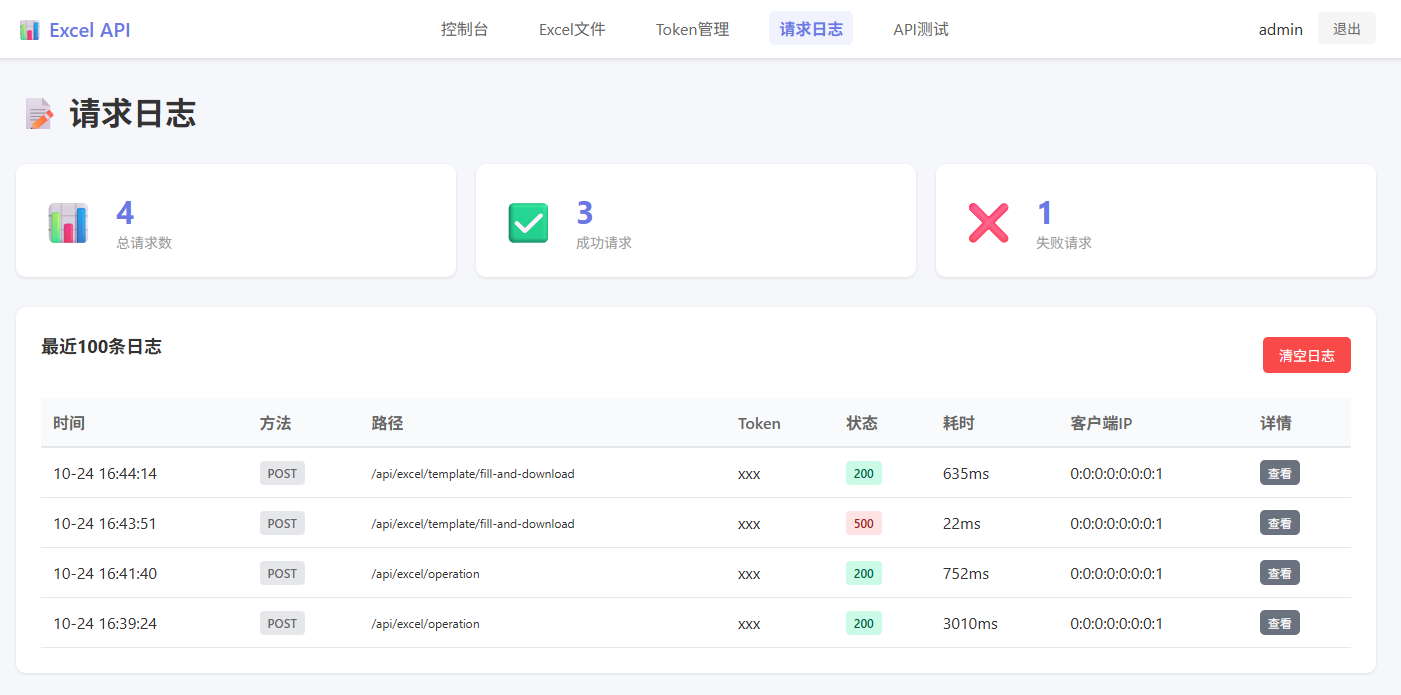 Excel API 控制台 Excel文件 Token管理 请求日志 API测试 admin 退出
请求日志
4 3 1
总请求数 成功请求 失败请求
最近100条日志 清空日志
时间 方法 路径 Token 状态 耗时 客户端IP 详情
10-24 16:44:14 POST /api/excel/template/fill-and-download xxx 200 635ms 0:0:0:0:0:0:0:1 查看
10-24 16:43:51 POST /api/excel/template/fill-and-download xxx 500 22ms 0:0:0:0:0:0:0:1 查看
10-24 16:41:40 POST /api/excel/operation xxx 200 752ms 0:0:0:0:0:0:0:1 查看
10-24 16:39:24 POST /api/excel/operation xxx 200 3010ms 0:0:0:0:0:0:0:1 查看